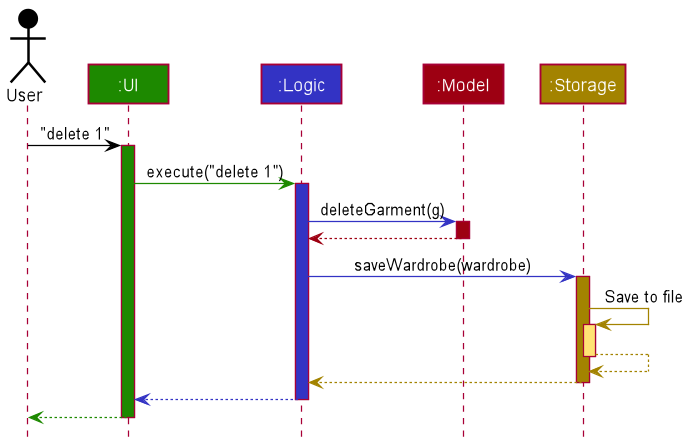 User
:UI
:Logic
:Model
:Storage
"delete 1"
execute("delete 1")
deleteGarment(g)
saveWardrobe(wardrobe)
Save to file